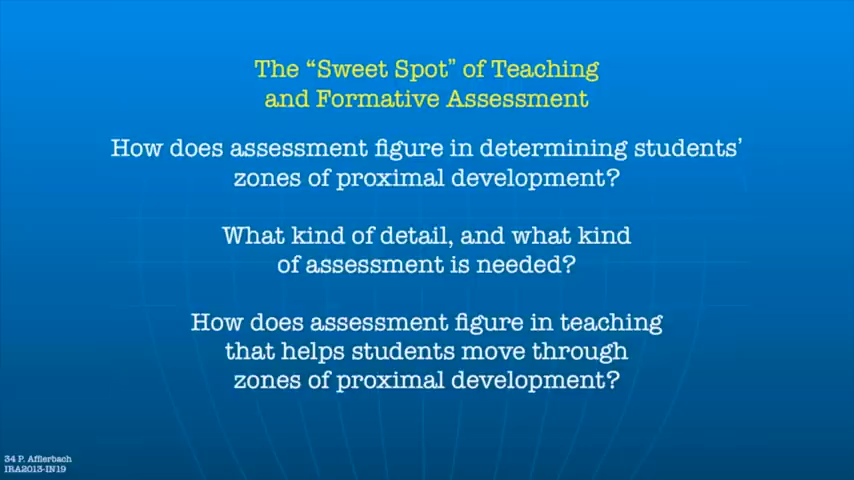 The “Sweet Spot” of Teaching
and Formative Assessment
How does assessment figure in determining students’
zones of proximal development?
What kind of detail, and what kind
of assessment is needed?
How does assessment figure in teaching
that helps students move through
zones of proximal development?
34 P. Afflerbach
IRA2013-IN19